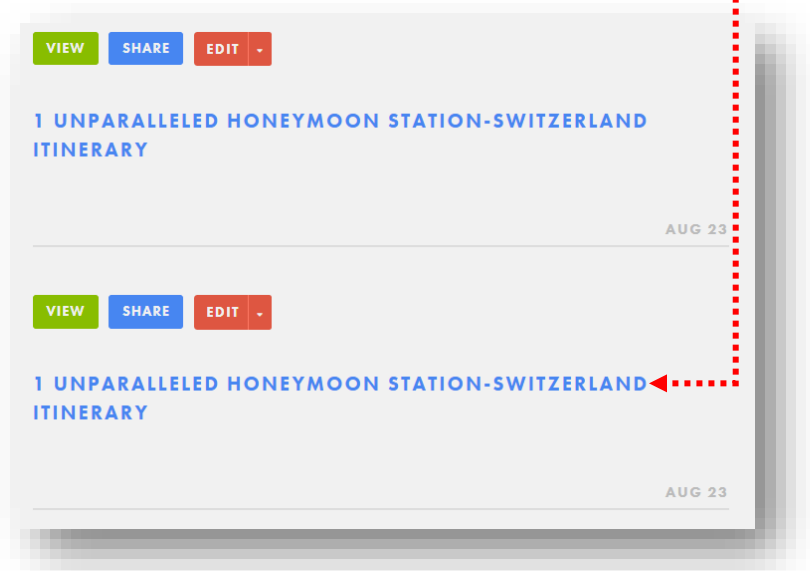 VIEW SHARE EDIT
1 UNPARALLELED HONEYMOON STATION-SWITZERLAND
ITINERARY
AUG 23
VIEW SHARE EDIT
1 UNPARALLELED HONEYMOON STATION-SWITZERLAND
ITINERARY
AUG 23